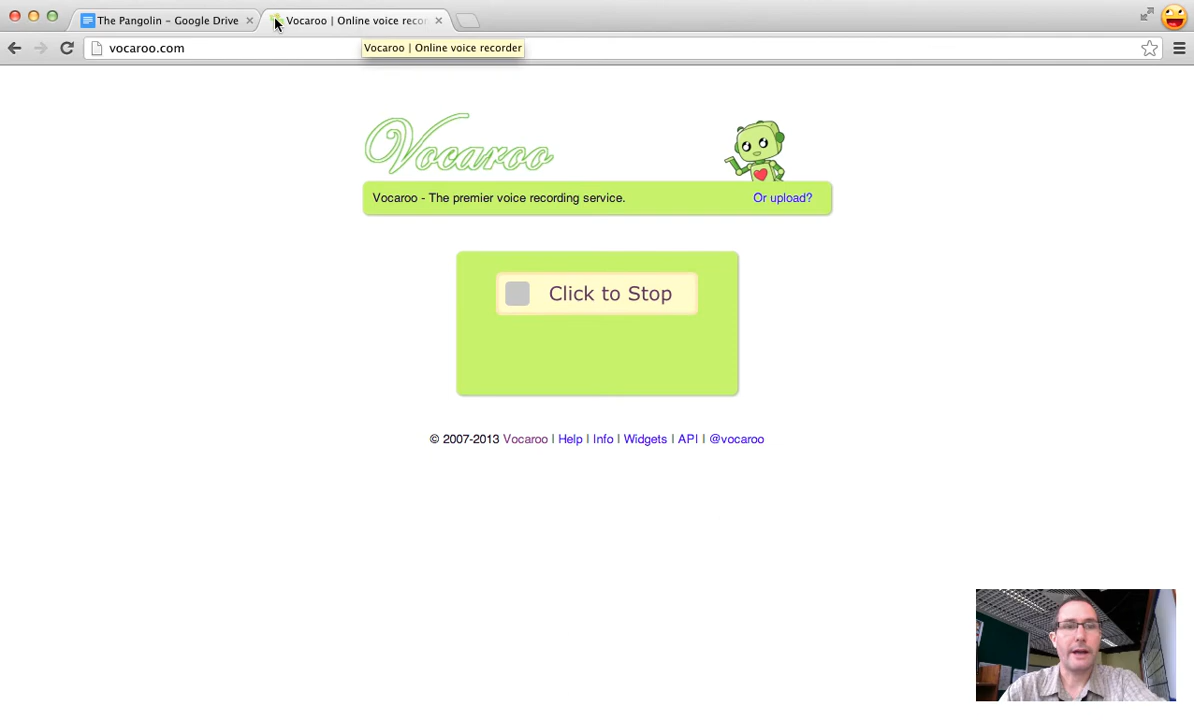 The Pangolin - Google Drive
Vocaroo | Online voice recor
vocaroo.com
Vocaroo | Online voice recorder
Vocaroo
Vocaroo - The premier voice recording service.
Or upload?
Click to Stop
© 2007-2013 Vocaroo | Help | Info | Widgets | API | @vocaroo